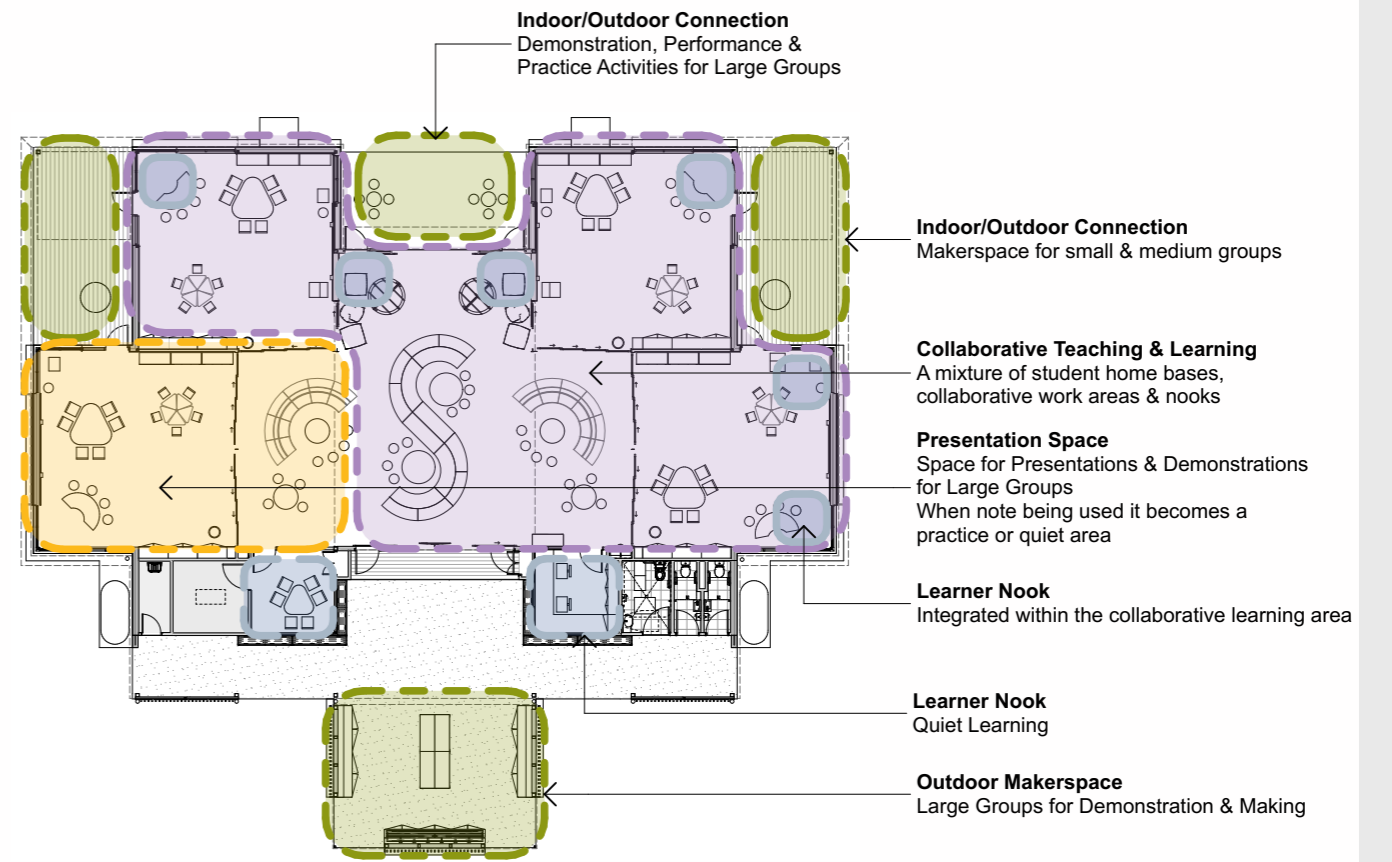 Indoor/Outdoor Connection
Demonstration, Performance &
Practice Activities for Large Groups
Indoor/Outdoor Connection
Makerspace for small & medium groups
Collaborative Teaching & Learning
A mixture of student home bases,
collaborative work areas & nooks
Presentation Space
Space for Presentations & Demonstrations
for Large Groups
When note being used it becomes a
practice or quiet area
Learner Nook
Integrated within the collaborative learning area
Learner Nook
Quiet Learning
Outdoor Makerspace
Large Groups for Demonstration & Making